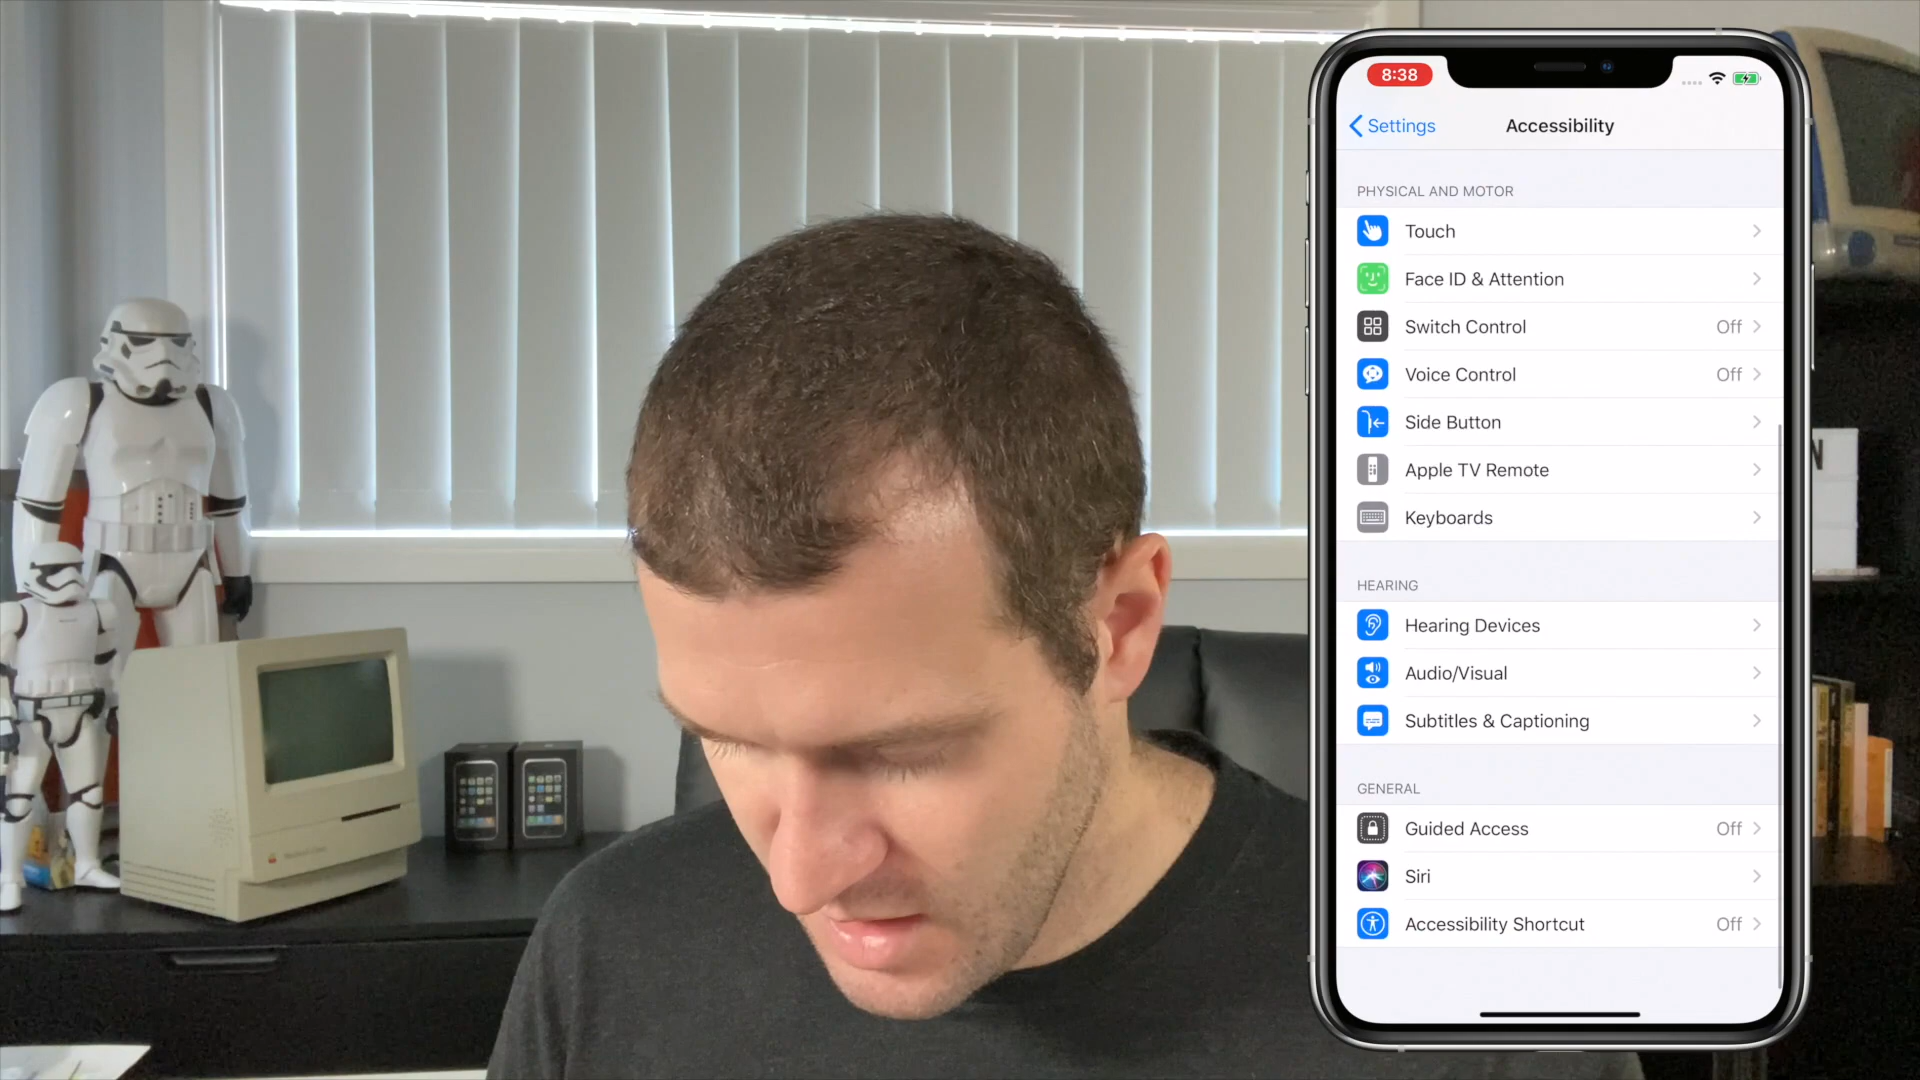 8:38
Settings
Accessibility
PHYSICAL AND MOTOR
Touch
Face ID & Attention
Switch Control Off
Voice Control Off
Side Button
Apple TV Remote
Keyboards
HEARING
Hearing Devices
Audio/Visual
Subtitles & Captioning
GENERAL
Guided Access Off
Siri
Accessibility Shortcut Off
N